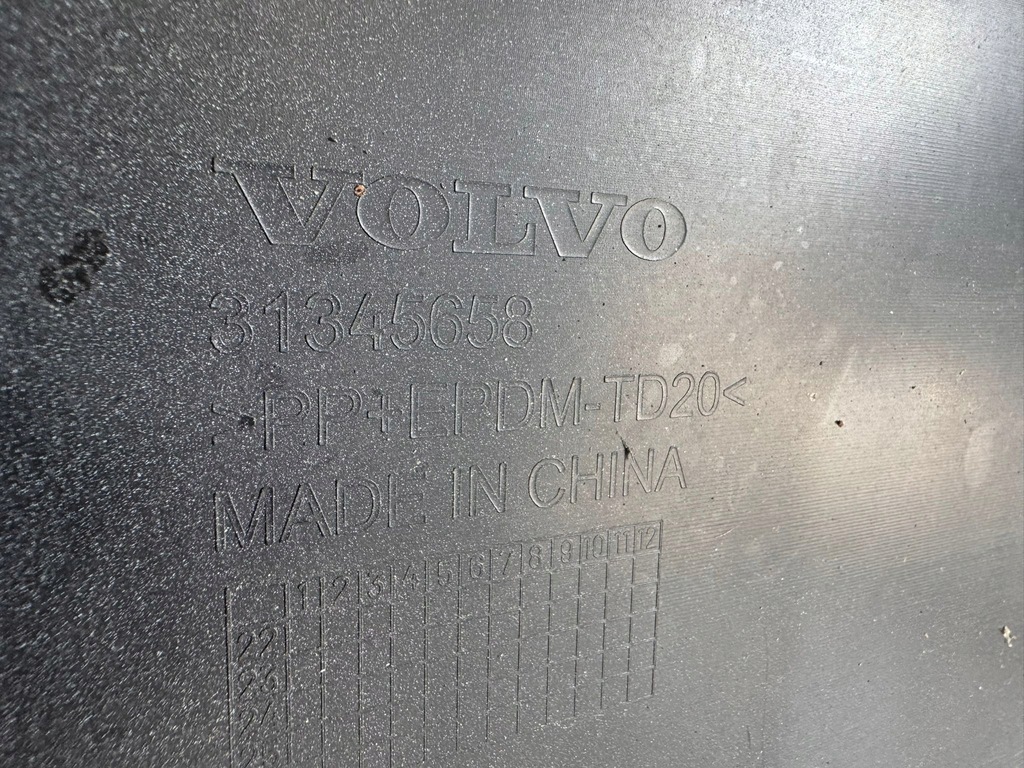 VOLVO
31345658
>PP+EPDM-TD20<
MADE IN CHINA
1 2 3 4 5 6 7 8 9 10 11 12
22
23
24